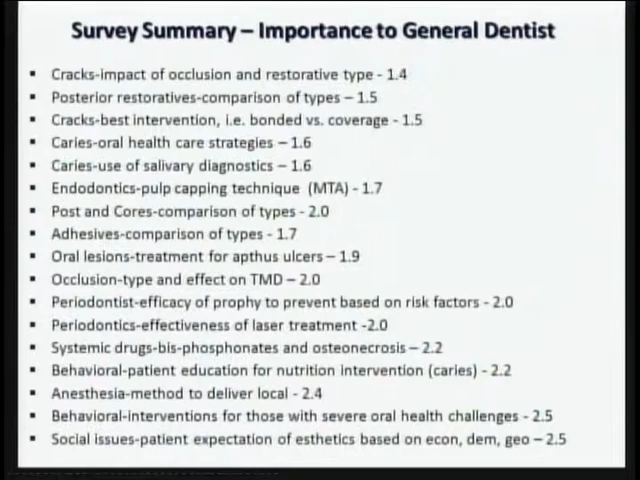 Survey Summary – Importance to General Dentist
▪ Cracks-impact of occlusion and restorative type - 1.4
▪ Posterior restoratives-comparison of types – 1.5
▪ Cracks-best intervention, i.e. bonded vs. coverage - 1.5
▪ Caries-oral health care strategies – 1.6
▪ Caries-use of salivary diagnostics – 1.6
▪ Endodontics-pulp capping technique (MTA) - 1.7
▪ Post and Cores-comparison of types - 2.0
▪ Adhesives-comparison of types - 1.7
▪ Oral lesions-treatment for apthus ulcers – 1.9
▪ Occlusion-type and effect on TMD – 2.0
▪ Periodontist-efficacy of prophy to prevent based on risk factors - 2.0
▪ Periodontics-effectiveness of laser treatment -2.0
▪ Systemic drugs-bis-phosphonates and osteonecrosis – 2.2
▪ Behavioral-patient education for nutrition intervention (caries) - 2.2
▪ Anesthesia-method to deliver local - 2.4
▪ Behavioral-interventions for those with severe oral health challenges - 2.5
▪ Social issues-patient expectation of esthetics based on econ, dem, geo – 2.5